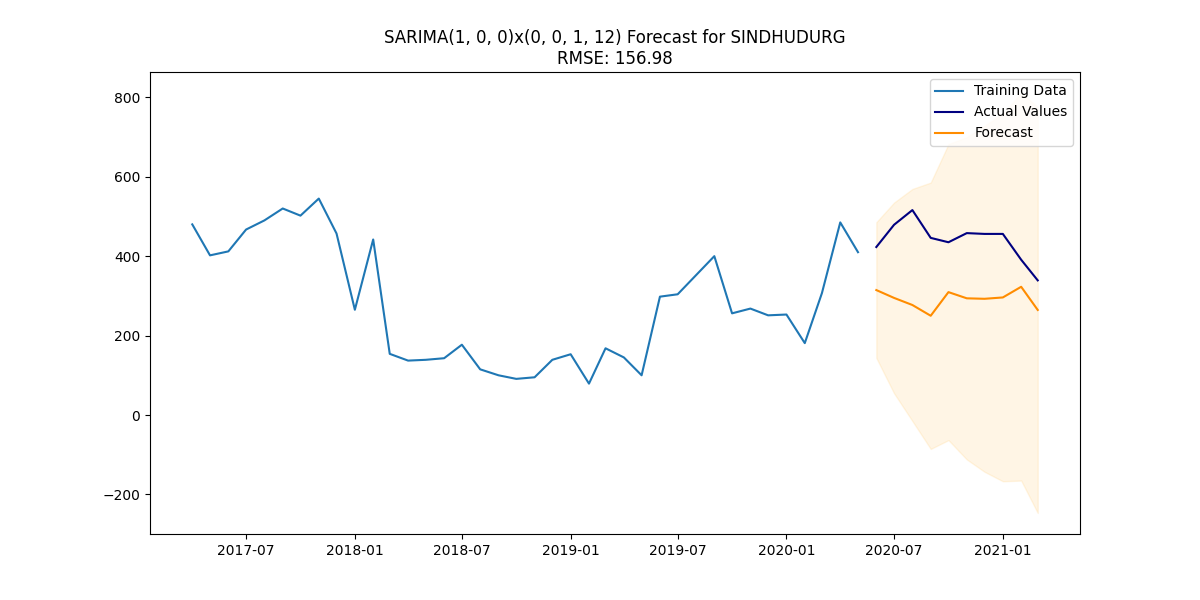 SARIMA(1, 0, 0)x(0, 0, 1, 12) Forecast for SINDHUDURG
RMSE: 156.98
Training Data
Actual Values
Forecast
800
600
400
200
0
−200
2017-07 2018-01 2018-07 2019-01 2019-07 2020-01 2020-07 2021-01